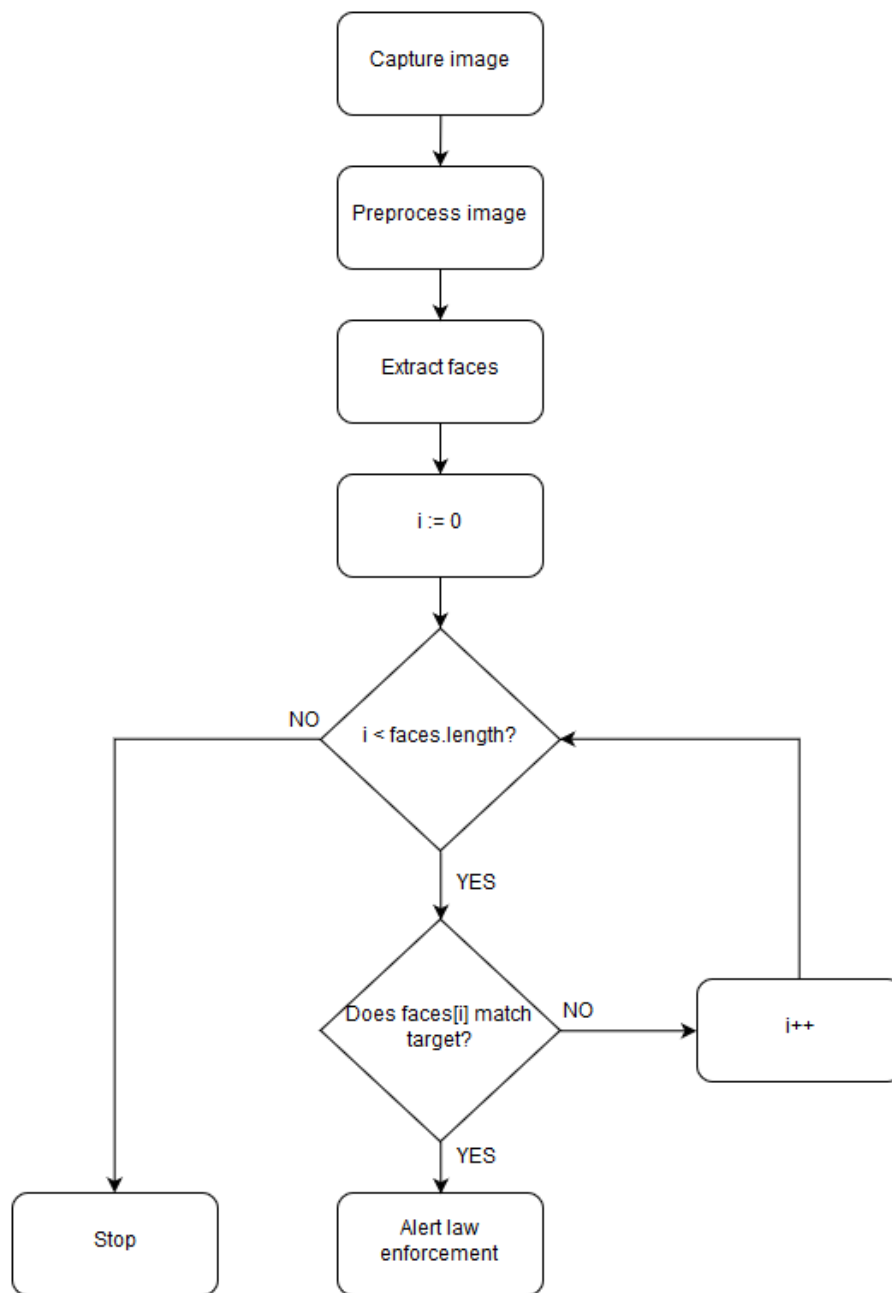 Capture image
Preprocess image
Extract faces
i := 0
i < faces.length?
NO
YES
Does faces[i] match
target?
NO
i++
YES
Stop
Alert law
enforcement